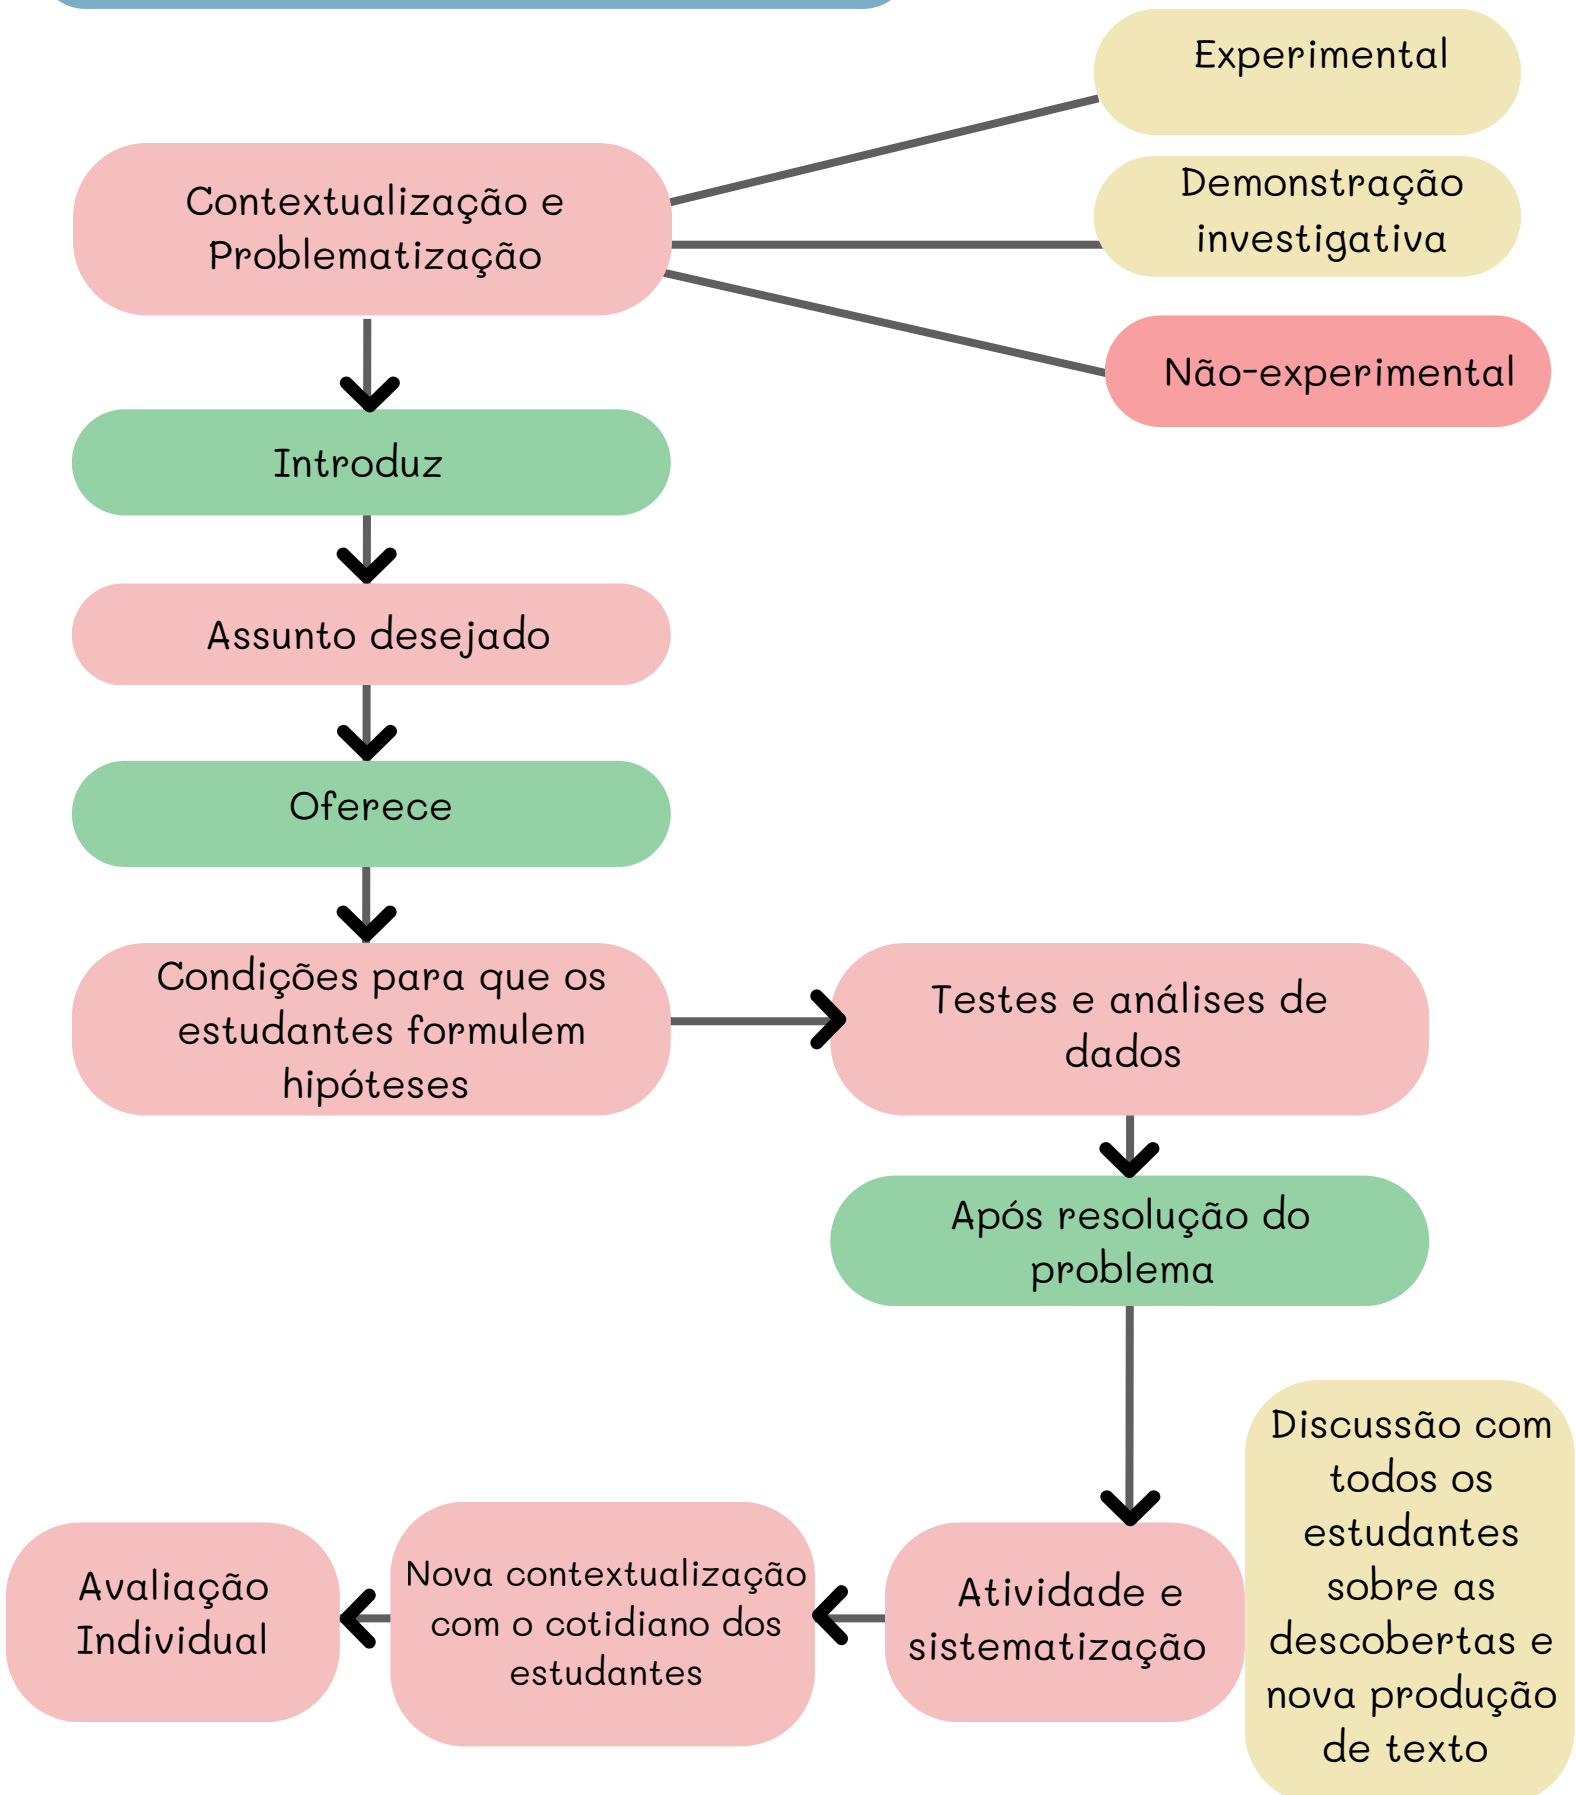 Experimental
Contextualização e
Problematização
Demonstração
investigativa
Não-experimental
Introduz
Assunto desejado
Oferece
Condições para que os
estudantes formulem
hipóteses
Testes e análises de
dados
Após resolução do
problema
Discussão com
todos os
estudantes
sobre as
descobertas e
nova produção
de texto
Atividade e
sistematização
Nova contextualização
com o cotidiano dos
estudantes
Avaliação
Individual